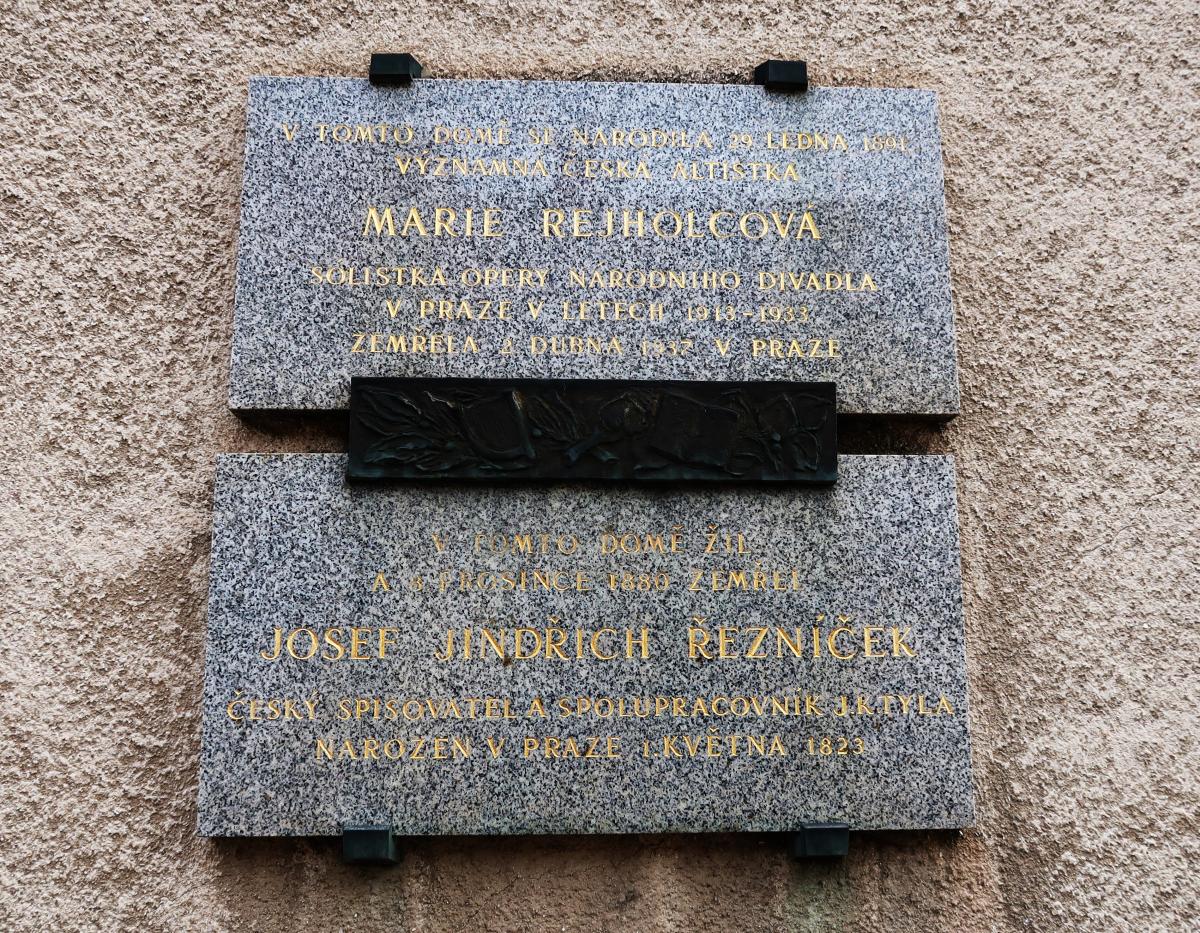 V TOMTO DOMĚ SE NARODILA 29. LEDNA 1891.
VÝZNAMNÁ ČESKÁ ALTISTKA
MARIE REJHOLCOVÁ
SÓLISTKA OPERY NÁRODNÍHO DIVADLA
V PRAZE V LETECH 1913-1933
ZEMŘELA 2. DUBNA 1937 V PRAZE
V TOMTO DOMĚ ŽIL
A PROSINCE 1880 ZEMŘEL
JOSEF JINDŘICH ŘEZNÍČEK
ČESKÝ SPISOVATEL A SPOLUPRACOVNÍK J.K.TYLA
NAROZEN V PRAZE 1.KVĚTNA 1823